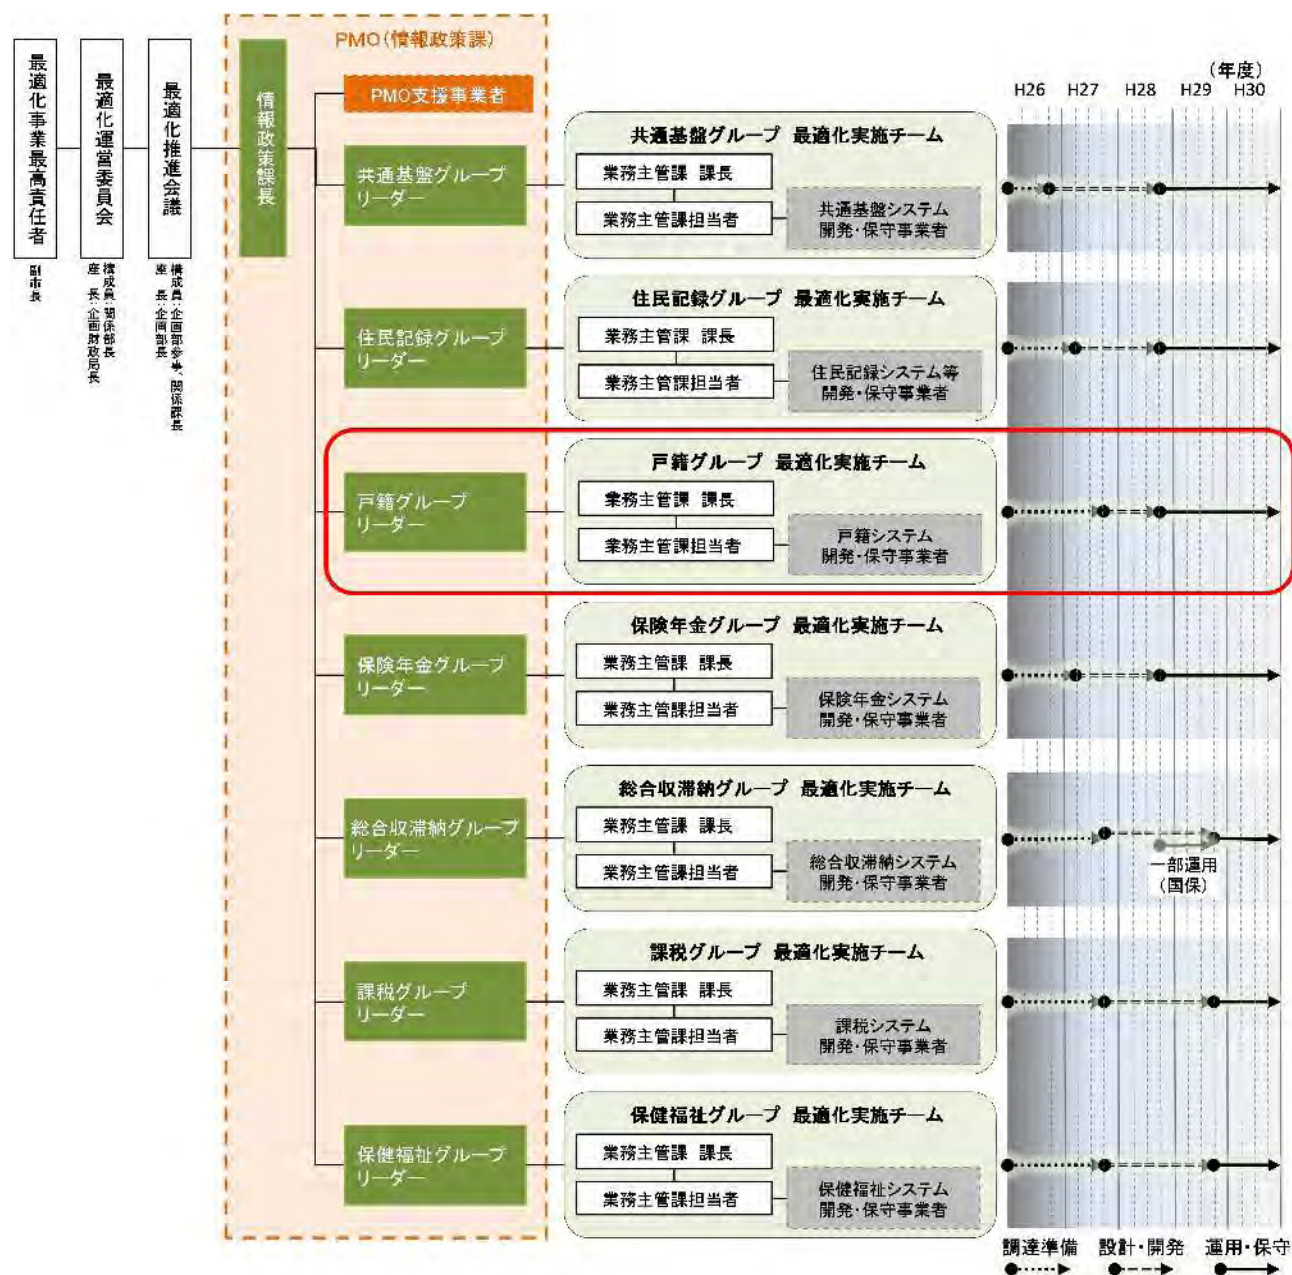 PMO(情報政策課)
最適化事業最高責任者
副市長
最適化運営委員会
構成員:関係部長
座 長:企画財政局長
最適化推進会議
構成員:企画部参事、関係課長
座 長:企画部長
情報政策課長
PMO支援事業者
(年度)
H26 H27 H28 H29 H30
共通基盤グループ
リーダー
共通基盤グループ 最適化実施チーム
業務主管課 課長
業務主管課担当者
共通基盤システム
開発・保守事業者
住民記録グループ
リーダー
住民記録グループ 最適化実施チーム
業務主管課 課長
業務主管課担当者
住民記録システム等
開発・保守事業者
戸籍グループ
リーダー
戸籍グループ 最適化実施チーム
業務主管課 課長
業務主管課担当者
戸籍システム
開発・保守事業者
保険年金グループ
リーダー
保険年金グループ 最適化実施チーム
業務主管課 課長
業務主管課担当者
保険年金システム
開発・保守事業者
総合収滞納グループ
リーダー
総合収滞納グループ 最適化実施チーム
業務主管課 課長
業務主管課担当者
総合収滞納システム
開発・保守事業者
一部運用
(国保)
課税グループ
リーダー
課税グループ 最適化実施チーム
業務主管課 課長
業務主管課担当者
課税システム
開発・保守事業者
保健福祉グループ
リーダー
保健福祉グループ 最適化実施チーム
業務主管課 課長
業務主管課担当者
保健福祉システム
開発・保守事業者
調達準備 設計・開発 運用・保守